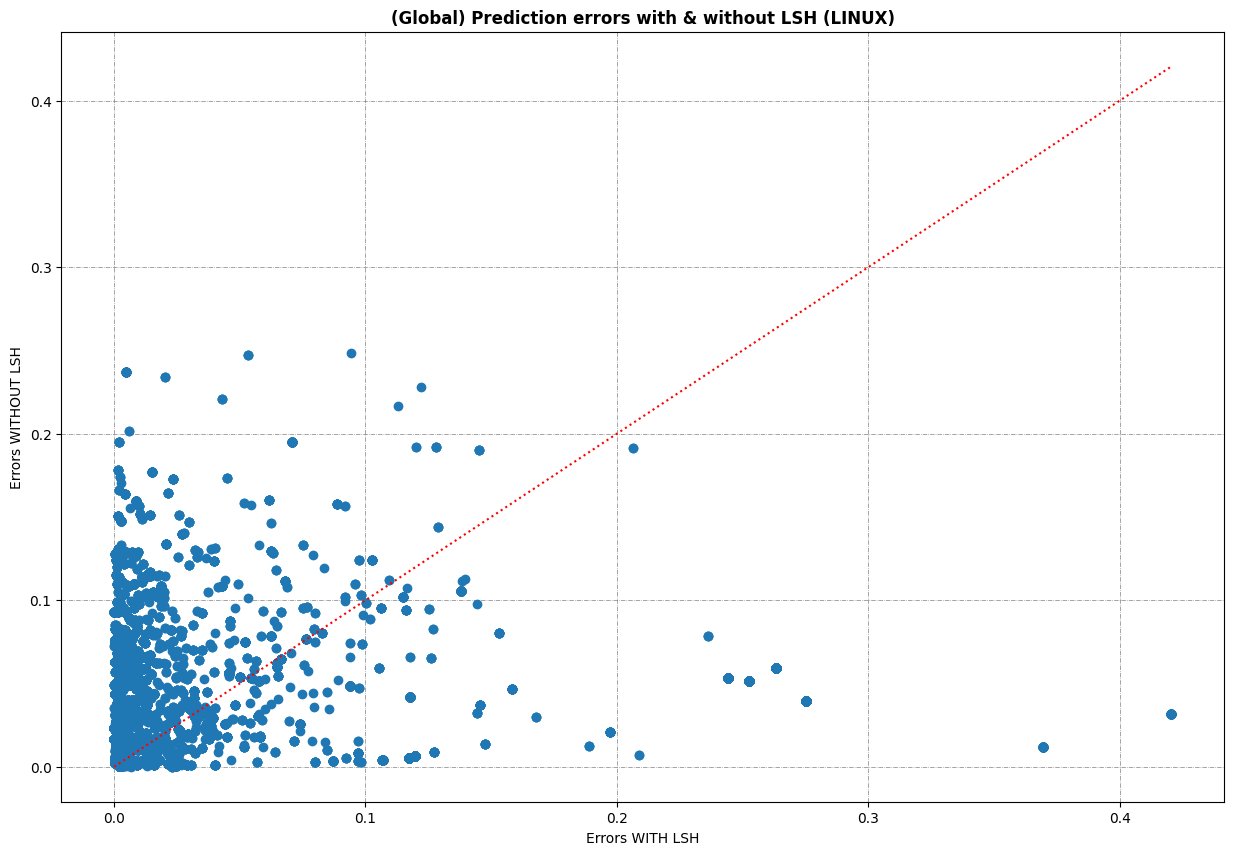 (Global) Prediction errors with & without LSH (LINUX)
Errors WITHOUT LSH
0.4
0.3
0.2
0.1
0.0
0.0 0.1 0.2 0.3 0.4
Errors WITH LSH